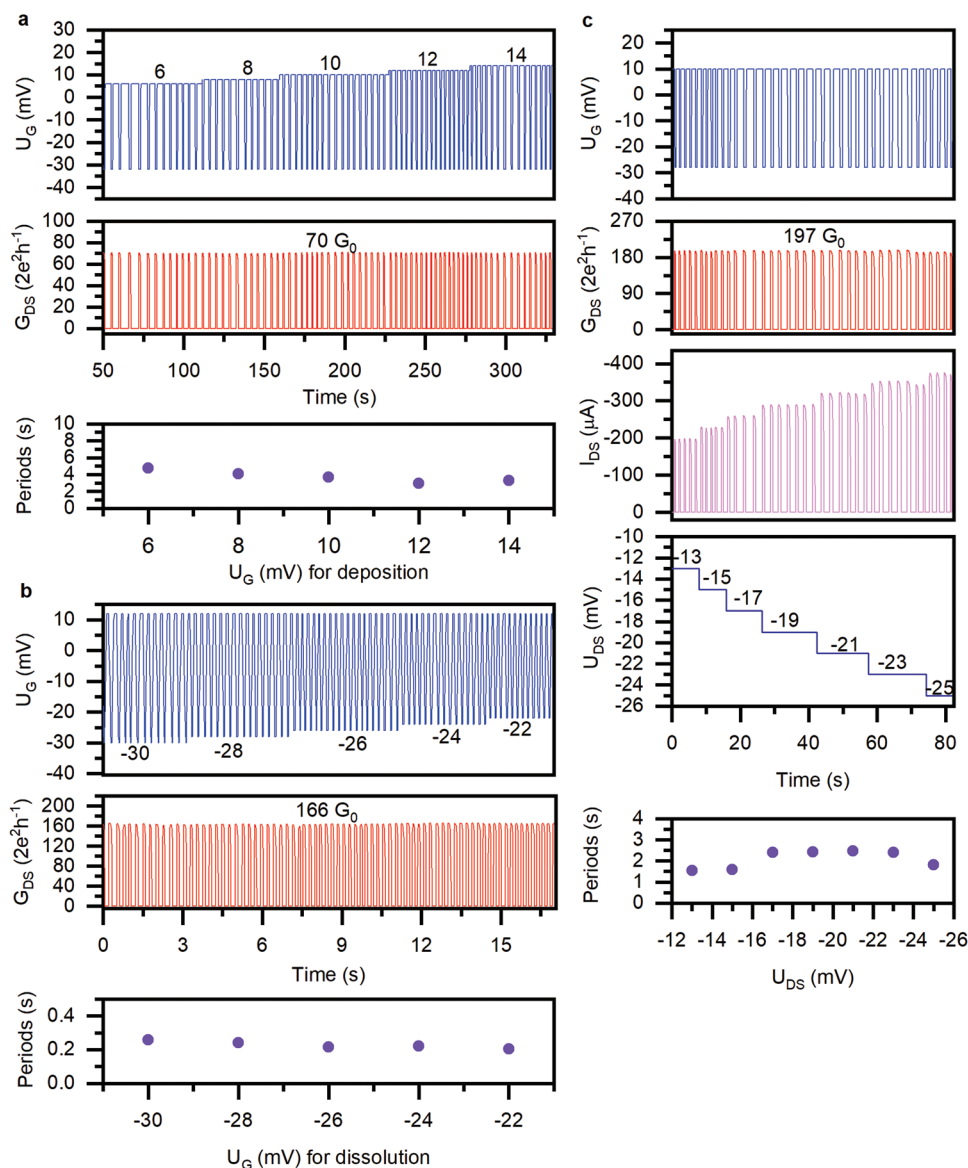 a
30
20
10
0
-10
-20
-30
-40
U_G (mV)
6
8
10
12
14
100
80
60
40
20
0
G_DS (2e²h⁻¹)
70 G₀
50 100 150 200 250 300
Time (s)
10
8
6
4
2
0
Periods (s)
6 8 10 12 14
U_G (mV) for deposition
b
10
0
-10
-20
-30
-40
U_G (mV)
-30
-28
-26
-24
-22
200
160
120
80
40
0
G_DS (2e²h⁻¹)
166 G₀
0 3 6 9 12 15
Time (s)
0.4
0.2
0.0
Periods (s)
-30 -28 -26 -24 -22
U_G (mV) for dissolution
c
20
10
0
-10
-20
-30
-40
U_G (mV)
270
180
90
0
G_DS (2e²h⁻¹)
197 G₀
-400
-300
-200
-100
0
I_DS (µA)
-10
-12
-14
-16
-18
-20
-22
-24
-26
U_DS (mV)
-13
-15
-17
-19
-21
-23
-25
0 20 40 60 80
Time (s)
4
3
2
1
0
Periods (s)
-12 -14 -16 -18 -20 -22 -24 -26
U_DS (mV)